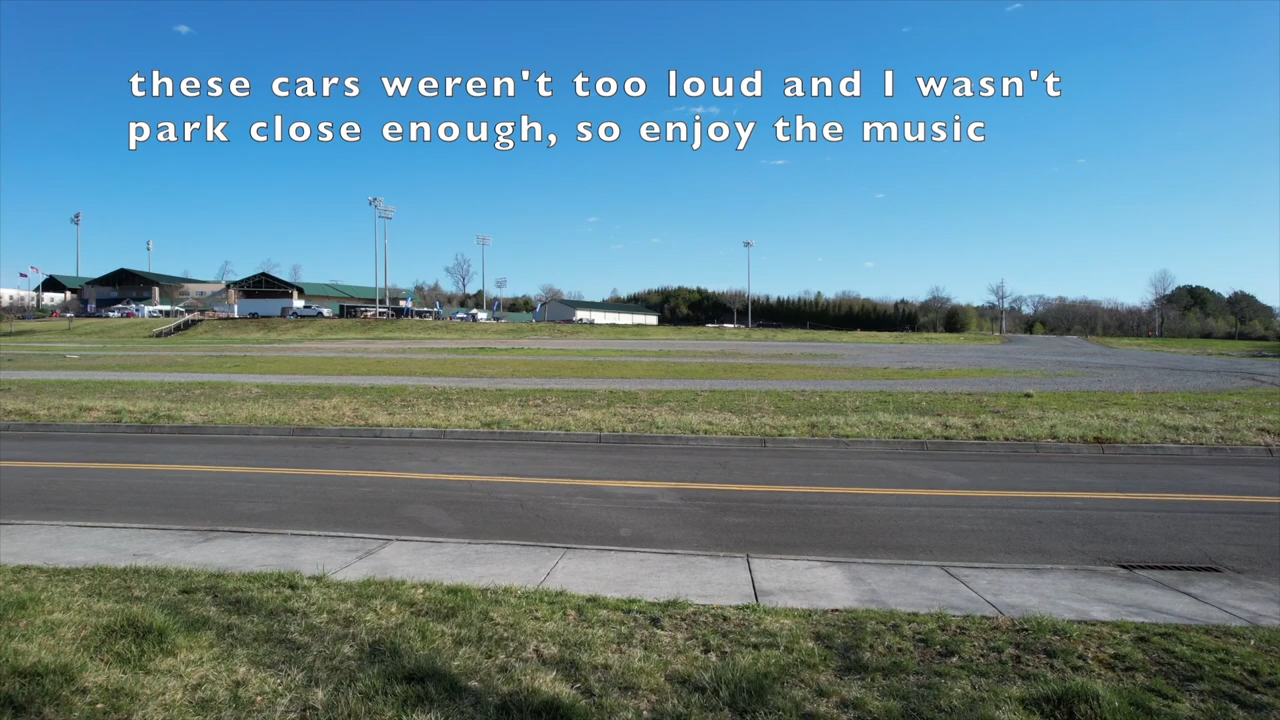 these cars weren't too loud and I wasn't
park close enough, so enjoy the music